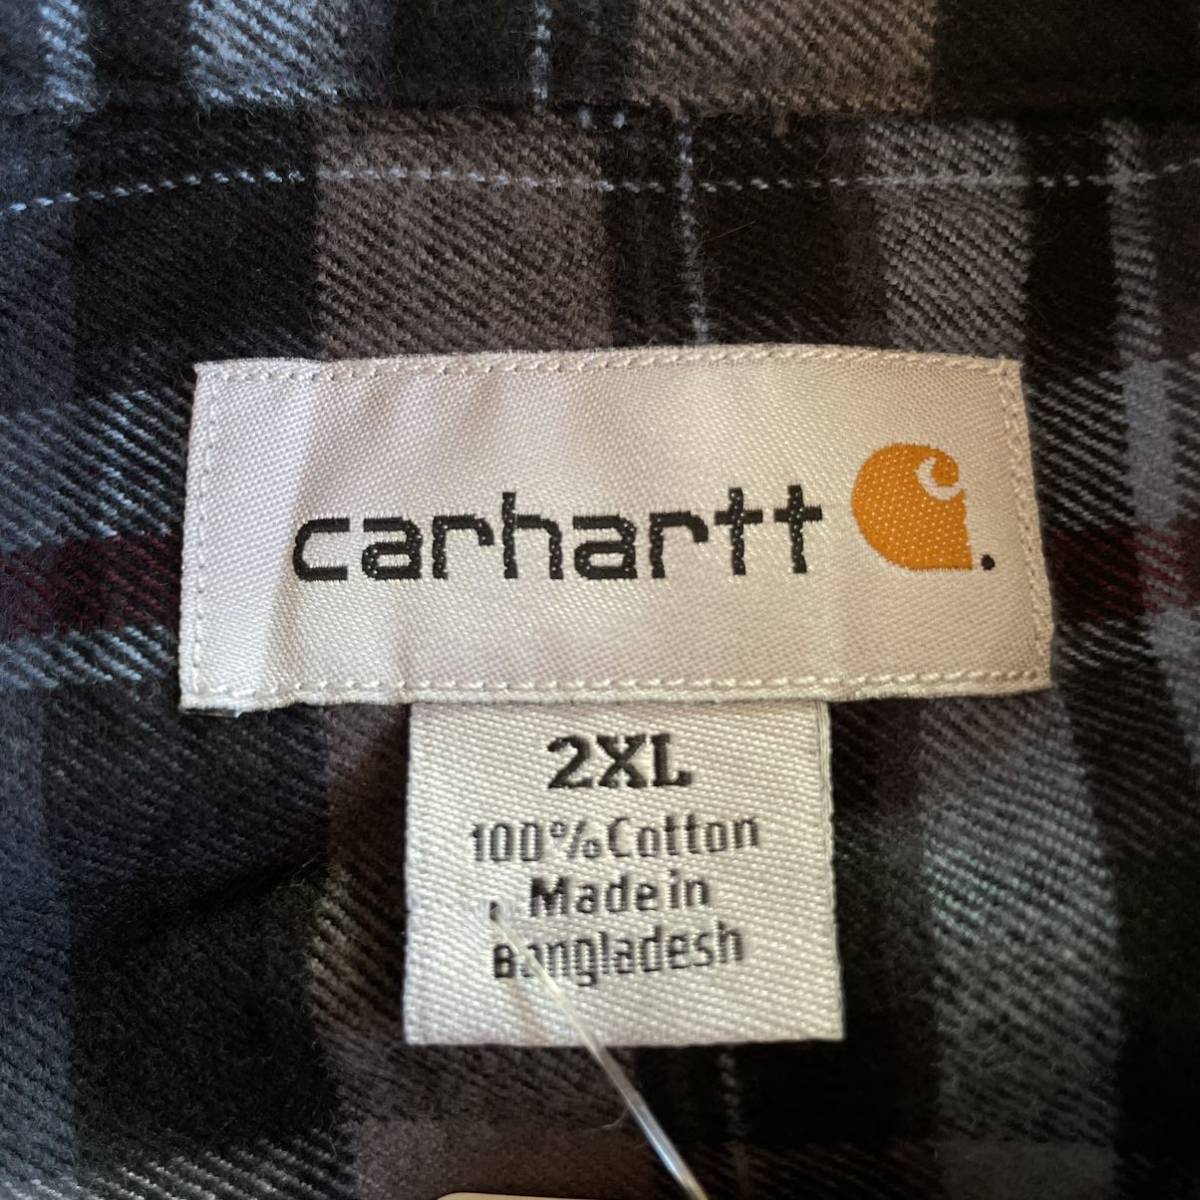 carhartt
2XL
100% Cotton
Made in
Bangladesh